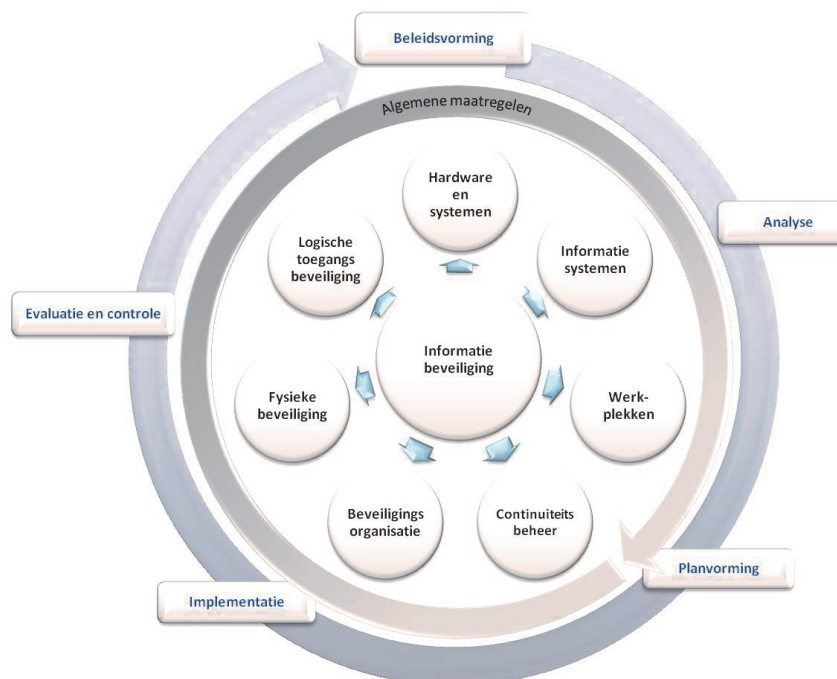 Beleidsvorming
Algemene maatregelen
Hardware
en
systemen
Logische
toegangs
beveiliging
Informatie
systemen
Analyse
Evaluatie en controle
Informatie
beveiliging
Fysieke
beveiliging
Werk-
plekken
Beveiligings
organisatie
Continuiteits
beheer
Planvorming
Implementatie